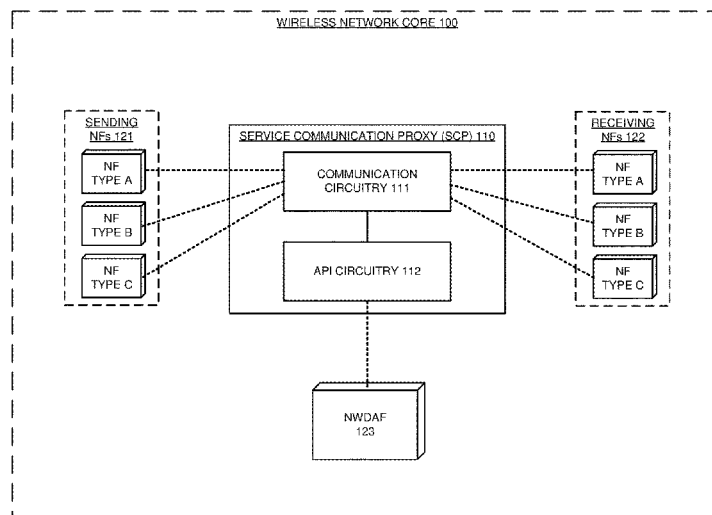 WIRELESS NETWORK CORE 100
SENDING
NFs 121
NF
TYPE A
NF
TYPE B
NF
TYPE C
SERVICE COMMUNICATION PROXY (SCP) 110
COMMUNICATION
CIRCUITRY 111
API CIRCUITRY 112
RECEIVING
NFs 122
NF
TYPE A
NF
TYPE B
NF
TYPE C
NWDAF
123